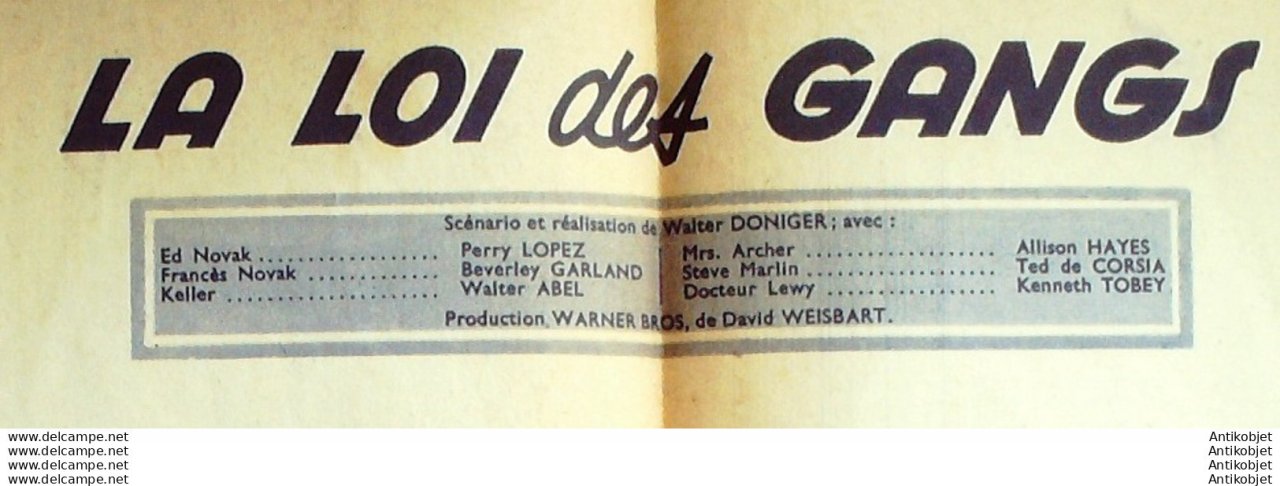 LA LOI des GANGS
Scénario et réalisation de Walter DONIGER; avec :
Ed Novak ................... Perry LOPEZ
Francès Novak ............. Beverley GARLAND
Keller ..................... Walter ABEL
Mrs. Archer ................... Allison HAYES
Steve Marlin ................... Ted de CORSIA
Docteur Lewy ................. Kenneth TOBEY
Production WARNER BROS, de David WEISBART.
www.delcampe.net
www.delcampe.net
www.delcampe.net
www.delcampe.net
Antikobjet
Antikobjet
Antikobjet
Antikobjet